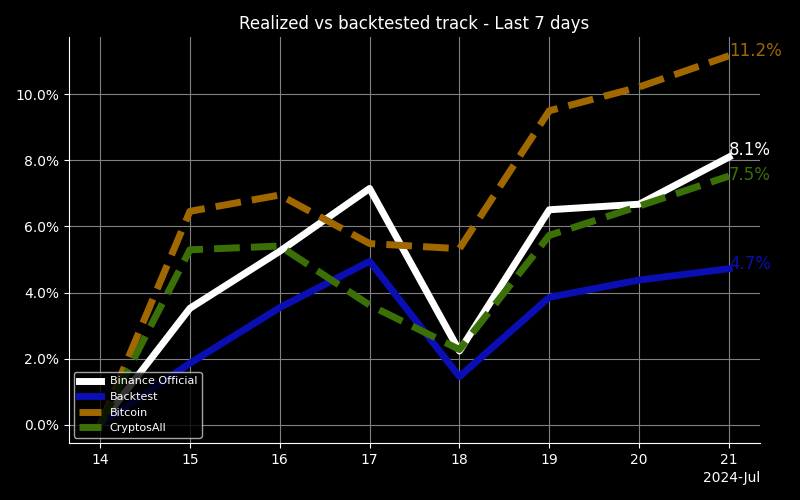 Realized vs backtested track - Last 7 days
11.2%
10.0%
8.1%
8.0%
7.5%
6.0%
4.7%
4.0%
2.0%
0.0%
Binance Official
Backtest
Bitcoin
CryptosAll
14 15 16 17 18 19 20 21
2024-Jul